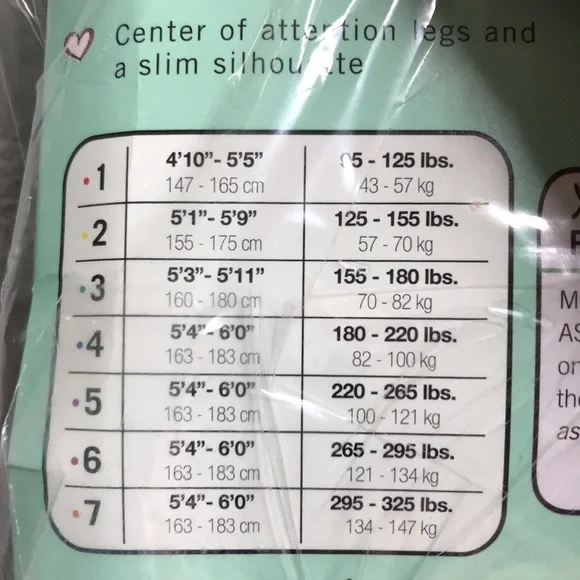 Center of attention legs and
a slim silhouette
1 4'10"- 5'5" 95 - 125 lbs.
147 - 165 cm 43 - 57 kg
2 5'1"- 5'9" 125 - 155 lbs.
155 - 175 cm 57 - 70 kg
3 5'3"- 5'11" 155 - 180 lbs.
160 - 180 cm 70 - 82 kg
4 5'4"- 6'0" 180 - 220 lbs.
163 - 183 cm 82 - 100 kg
5 5'4"- 6'0" 220 - 265 lbs.
163 - 183 cm 100 - 121 kg
6 5'4"- 6'0" 265 - 295 lbs.
163 - 183 cm 121 - 134 kg
7 5'4"- 6'0" 295 - 325 lbs.
163 - 183 cm 134 - 147 kg